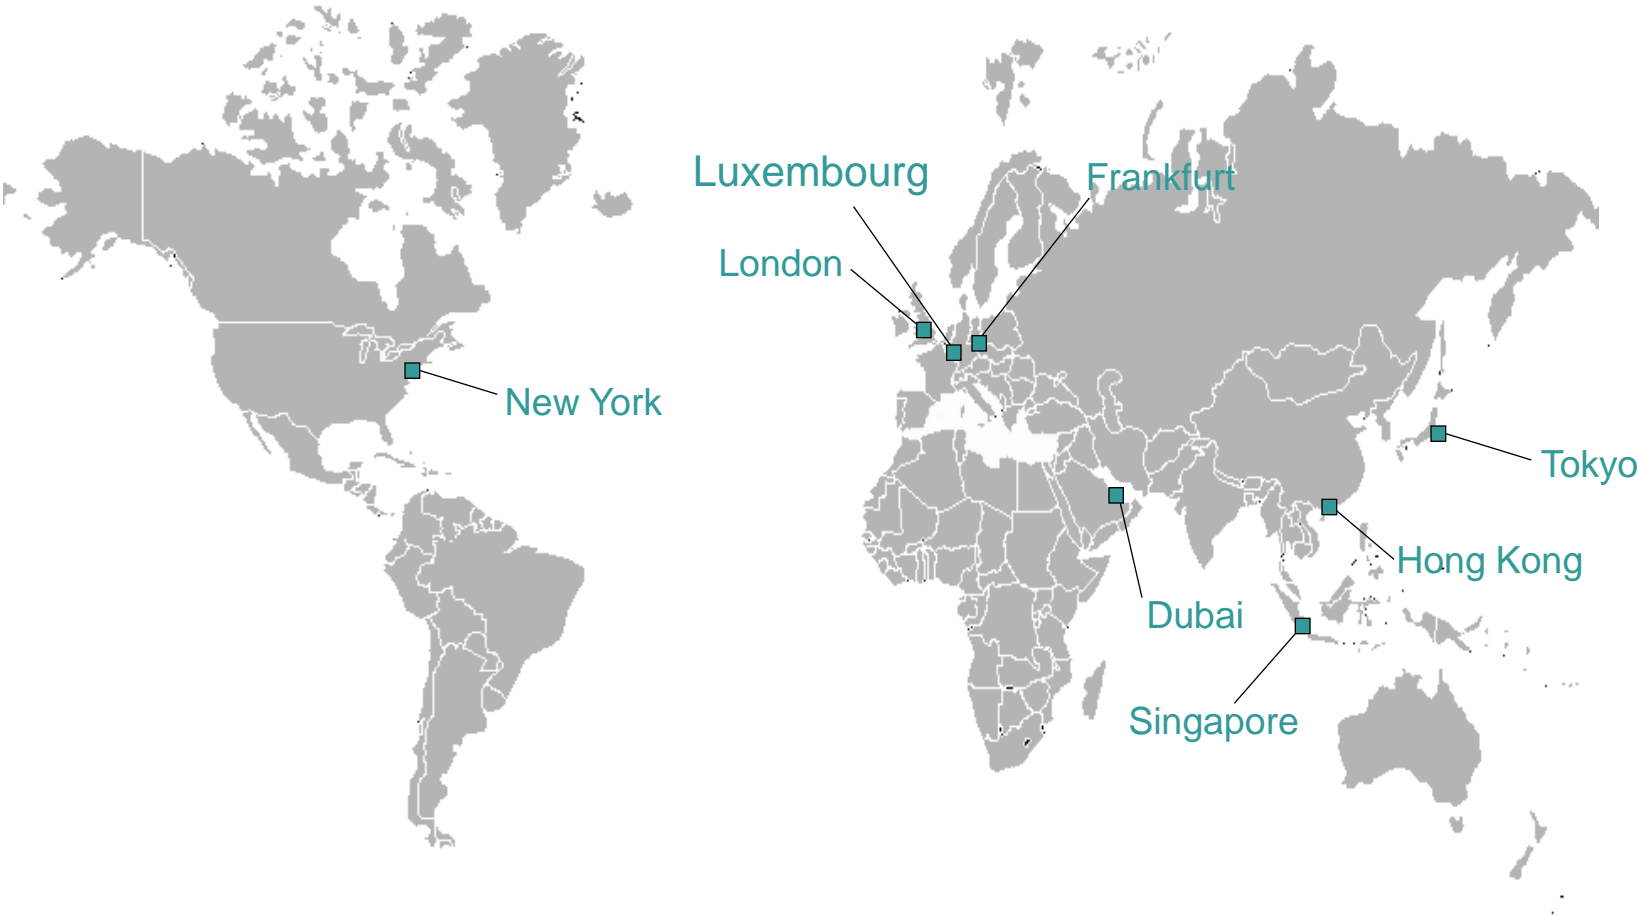 Luxembourg
Frankfurt
London
New York
Tokyo
Hong Kong
Dubai
Singapore